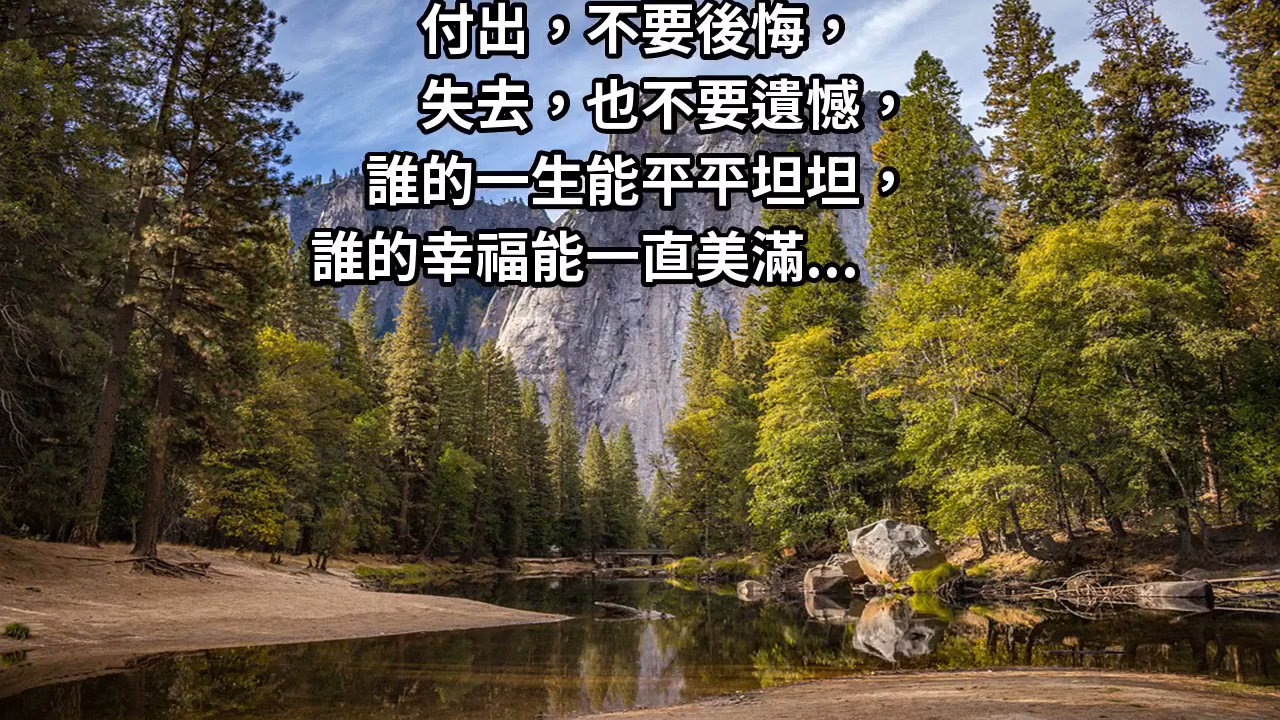 付出，不要後悔，
失去，也不要遺憾，
誰的一生能平平坦坦，
誰的幸福能一直美滿...